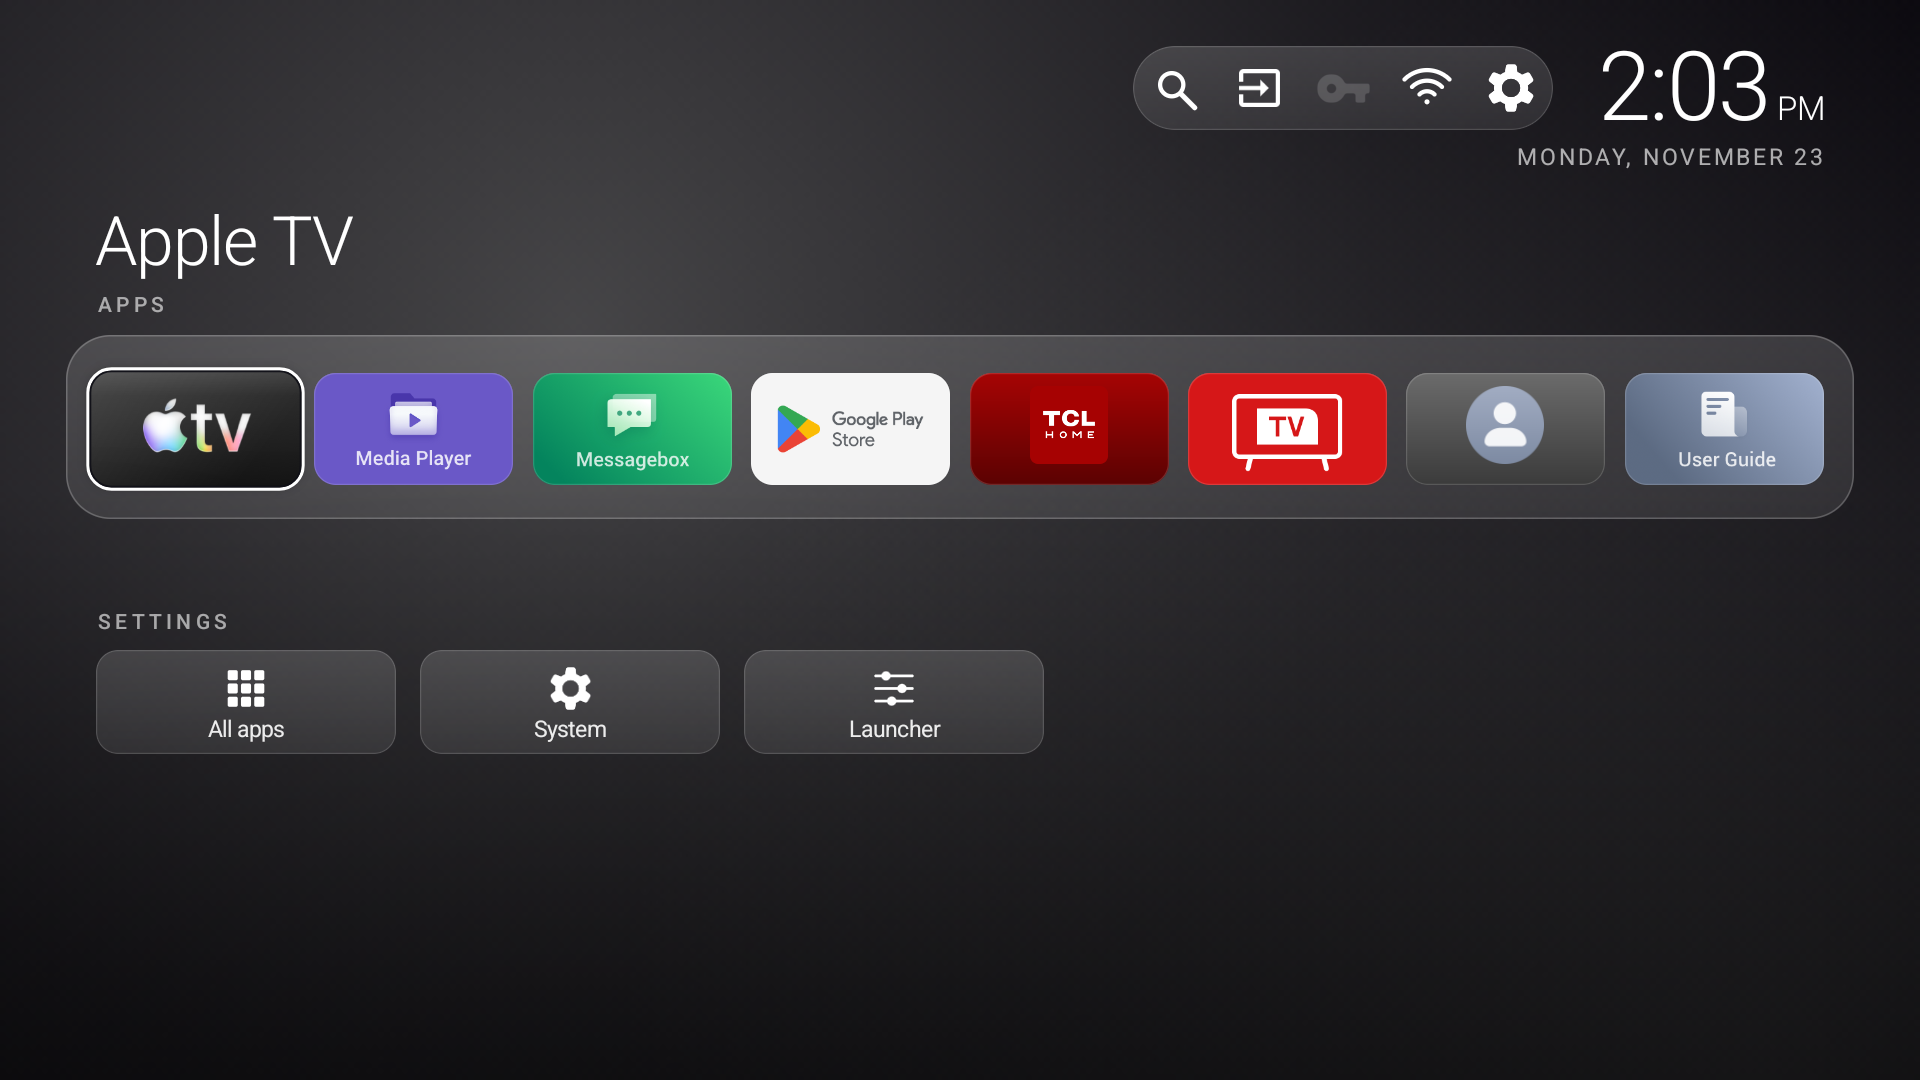 2:03 PM
MONDAY, NOVEMBER 23
Apple TV
APPS
tv
Media Player
Messagebox
Google Play
Store
TCL
HOME
TV
User Guide
SETTINGS
All apps
System
Launcher